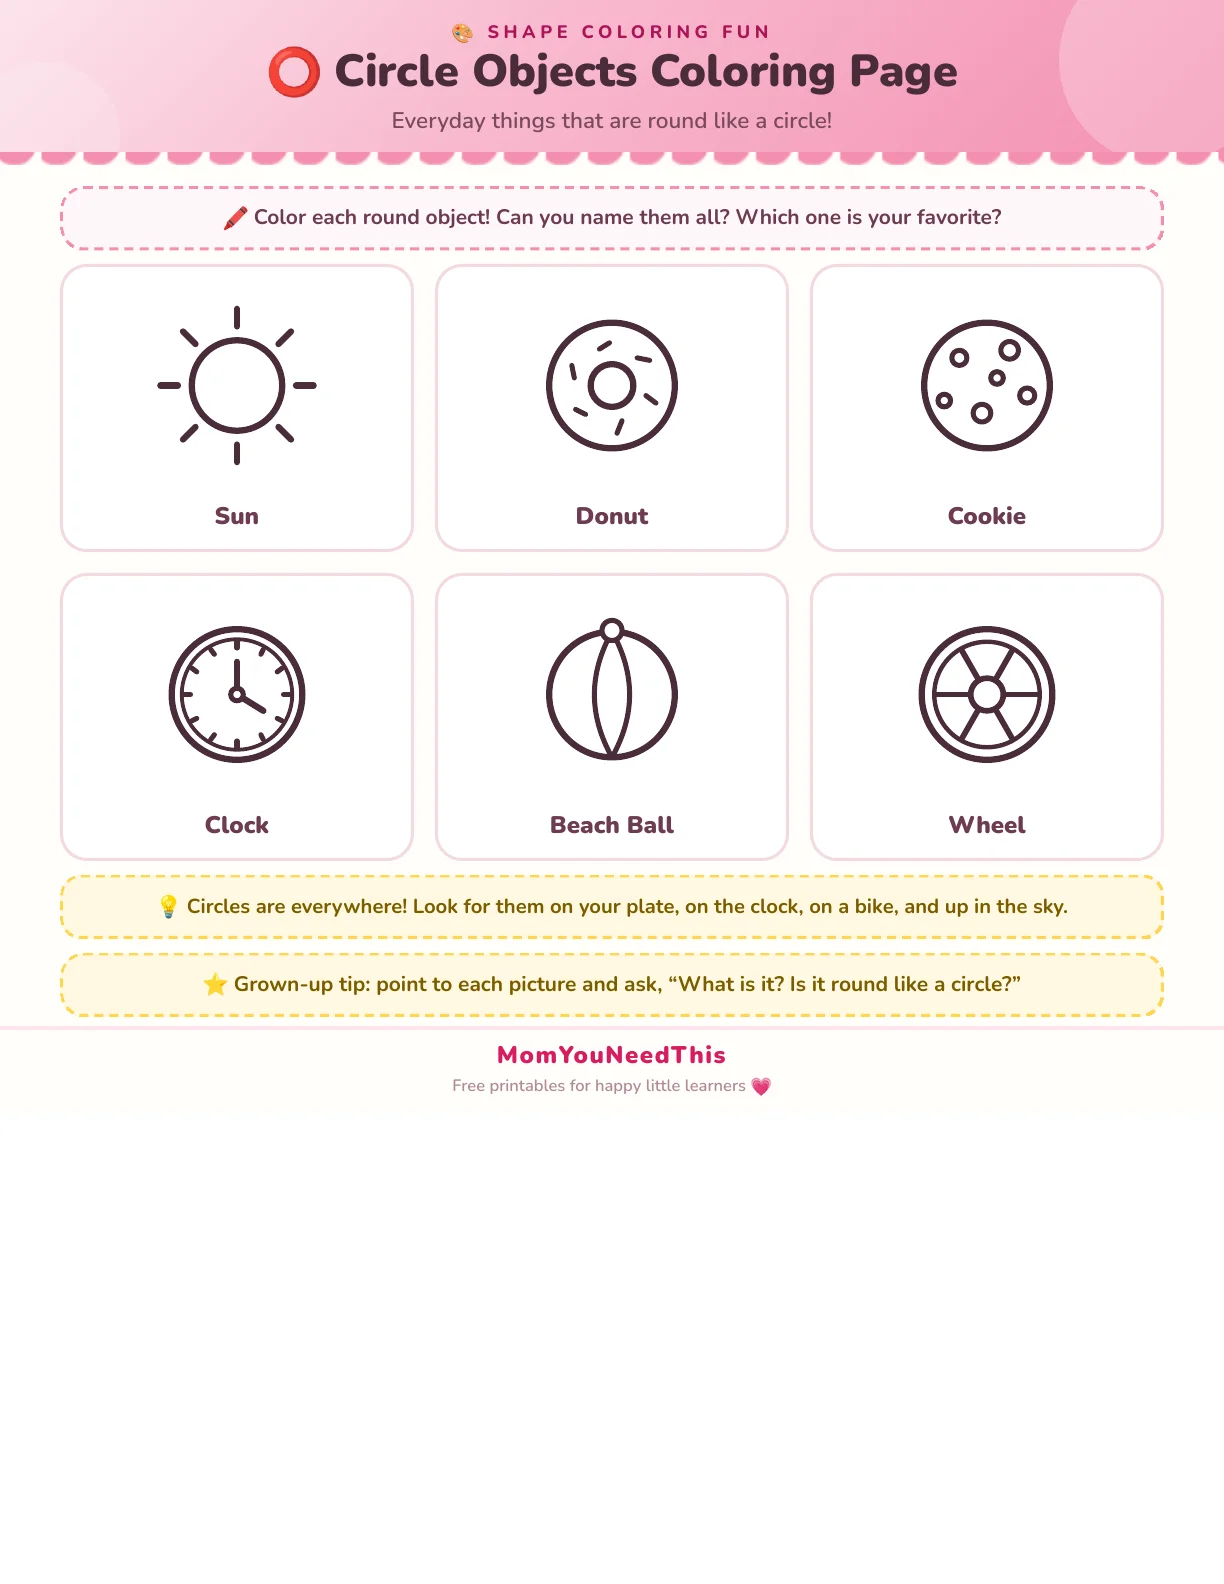 🎨 SHAPE COLORING FUN
⭕ Circle Objects Coloring Page
Everyday things that are round like a circle!
🖍️ Color each round object! Can you name them all? Which one is your favorite?
Sun
Donut
Cookie
Clock
Beach Ball
Wheel
💡 Circles are everywhere! Look for them on your plate, on the clock, on a bike, and up in the sky.
⭐ Grown-up tip: point to each picture and ask, “What is it? Is it round like a circle?”
MomYouNeedThis
Free printables for happy little learners 💗